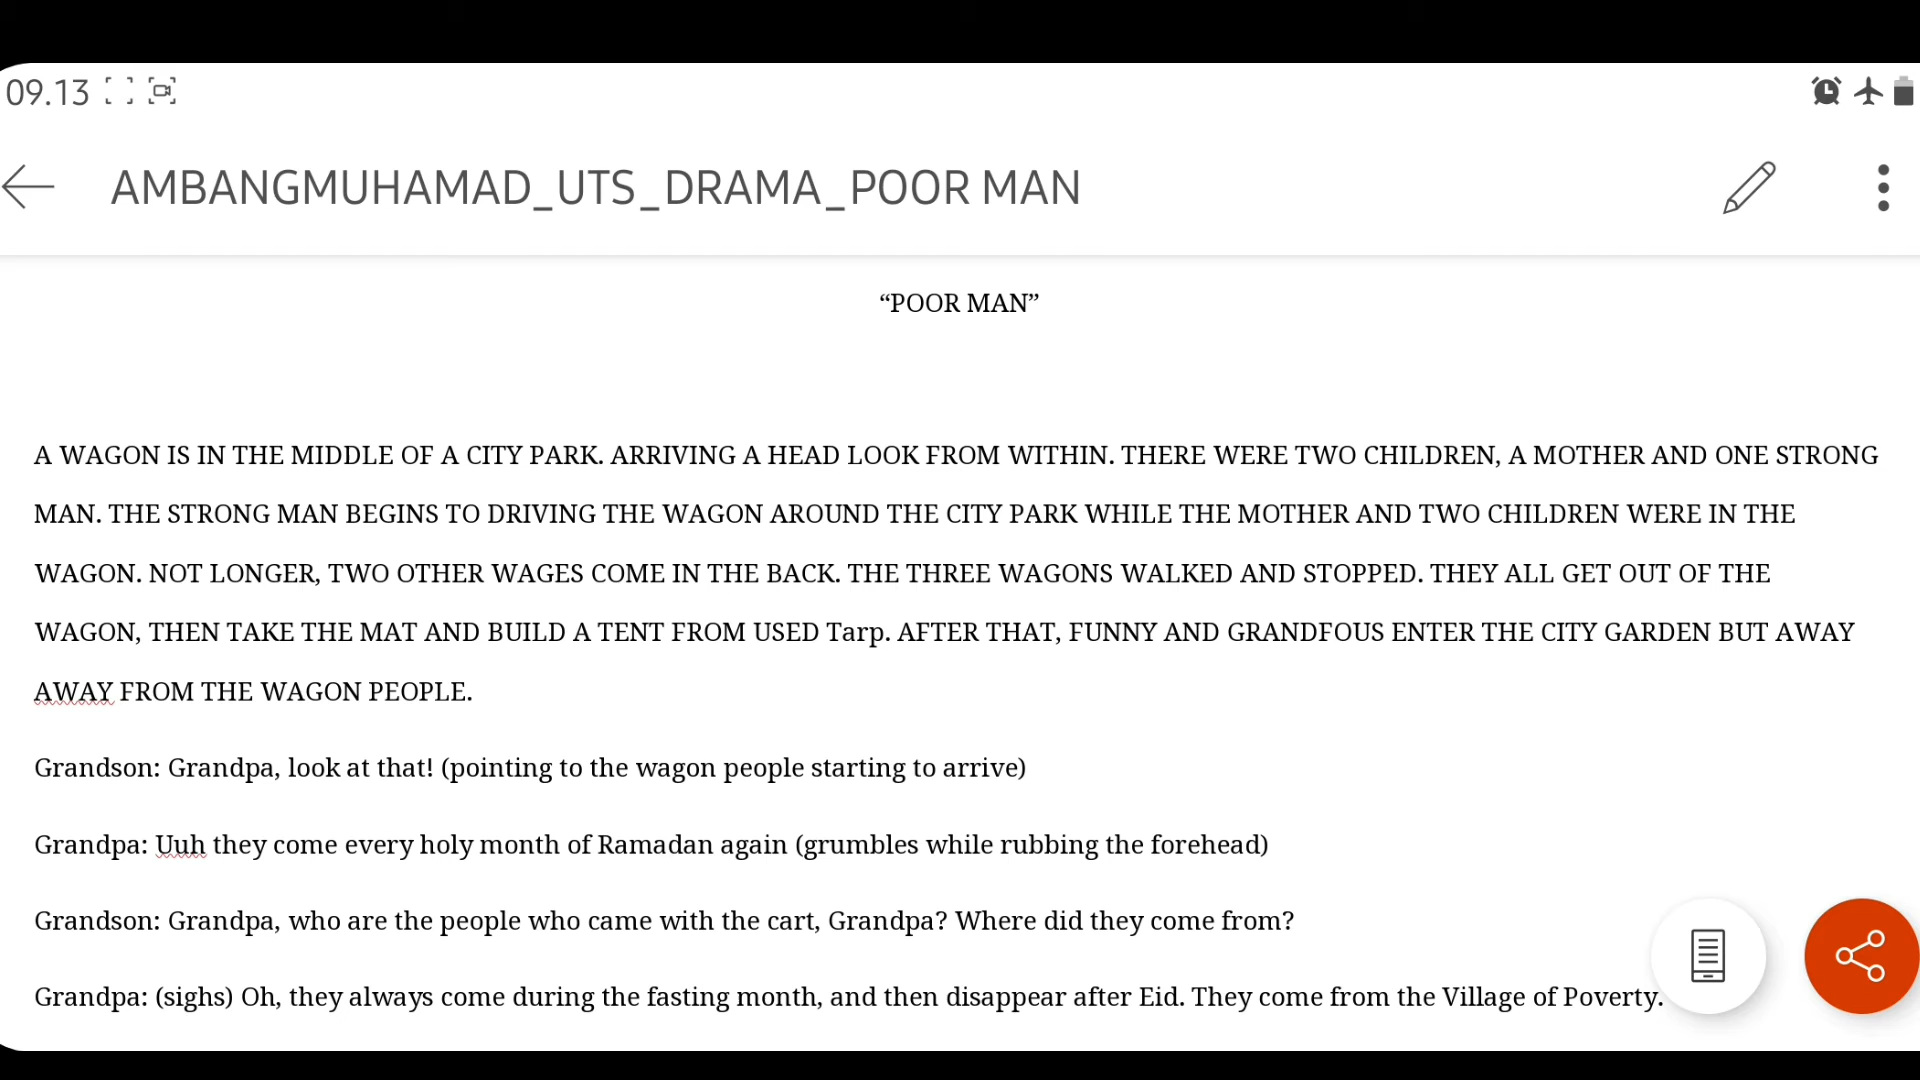 09.13
AMBANGMUHAMAD_UTS_DRAMA_POOR MAN
“POOR MAN”
A WAGON IS IN THE MIDDLE OF A CITY PARK. ARRIVING A HEAD LOOK FROM WITHIN. THERE WERE TWO CHILDREN, A MOTHER AND ONE STRONG
MAN. THE STRONG MAN BEGINS TO DRIVING THE WAGON AROUND THE CITY PARK WHILE THE MOTHER AND TWO CHILDREN WERE IN THE
WAGON. NOT LONGER, TWO OTHER WAGES COME IN THE BACK. THE THREE WAGONS WALKED AND STOPPED. THEY ALL GET OUT OF THE
WAGON, THEN TAKE THE MAT AND BUILD A TENT FROM USED Tarp. AFTER THAT, FUNNY AND GRANDFOUS ENTER THE CITY GARDEN BUT AWAY
AWAY FROM THE WAGON PEOPLE.
Grandson: Grandpa, look at that! (pointing to the wagon people starting to arrive)
Grandpa: Uuh they come every holy month of Ramadan again (grumbles while rubbing the forehead)
Grandson: Grandpa, who are the people who came with the cart, Grandpa? Where did they come from?
Grandpa: (sighs) Oh, they always come during the fasting month, and then disappear after Eid. They come from the Village of Poverty.